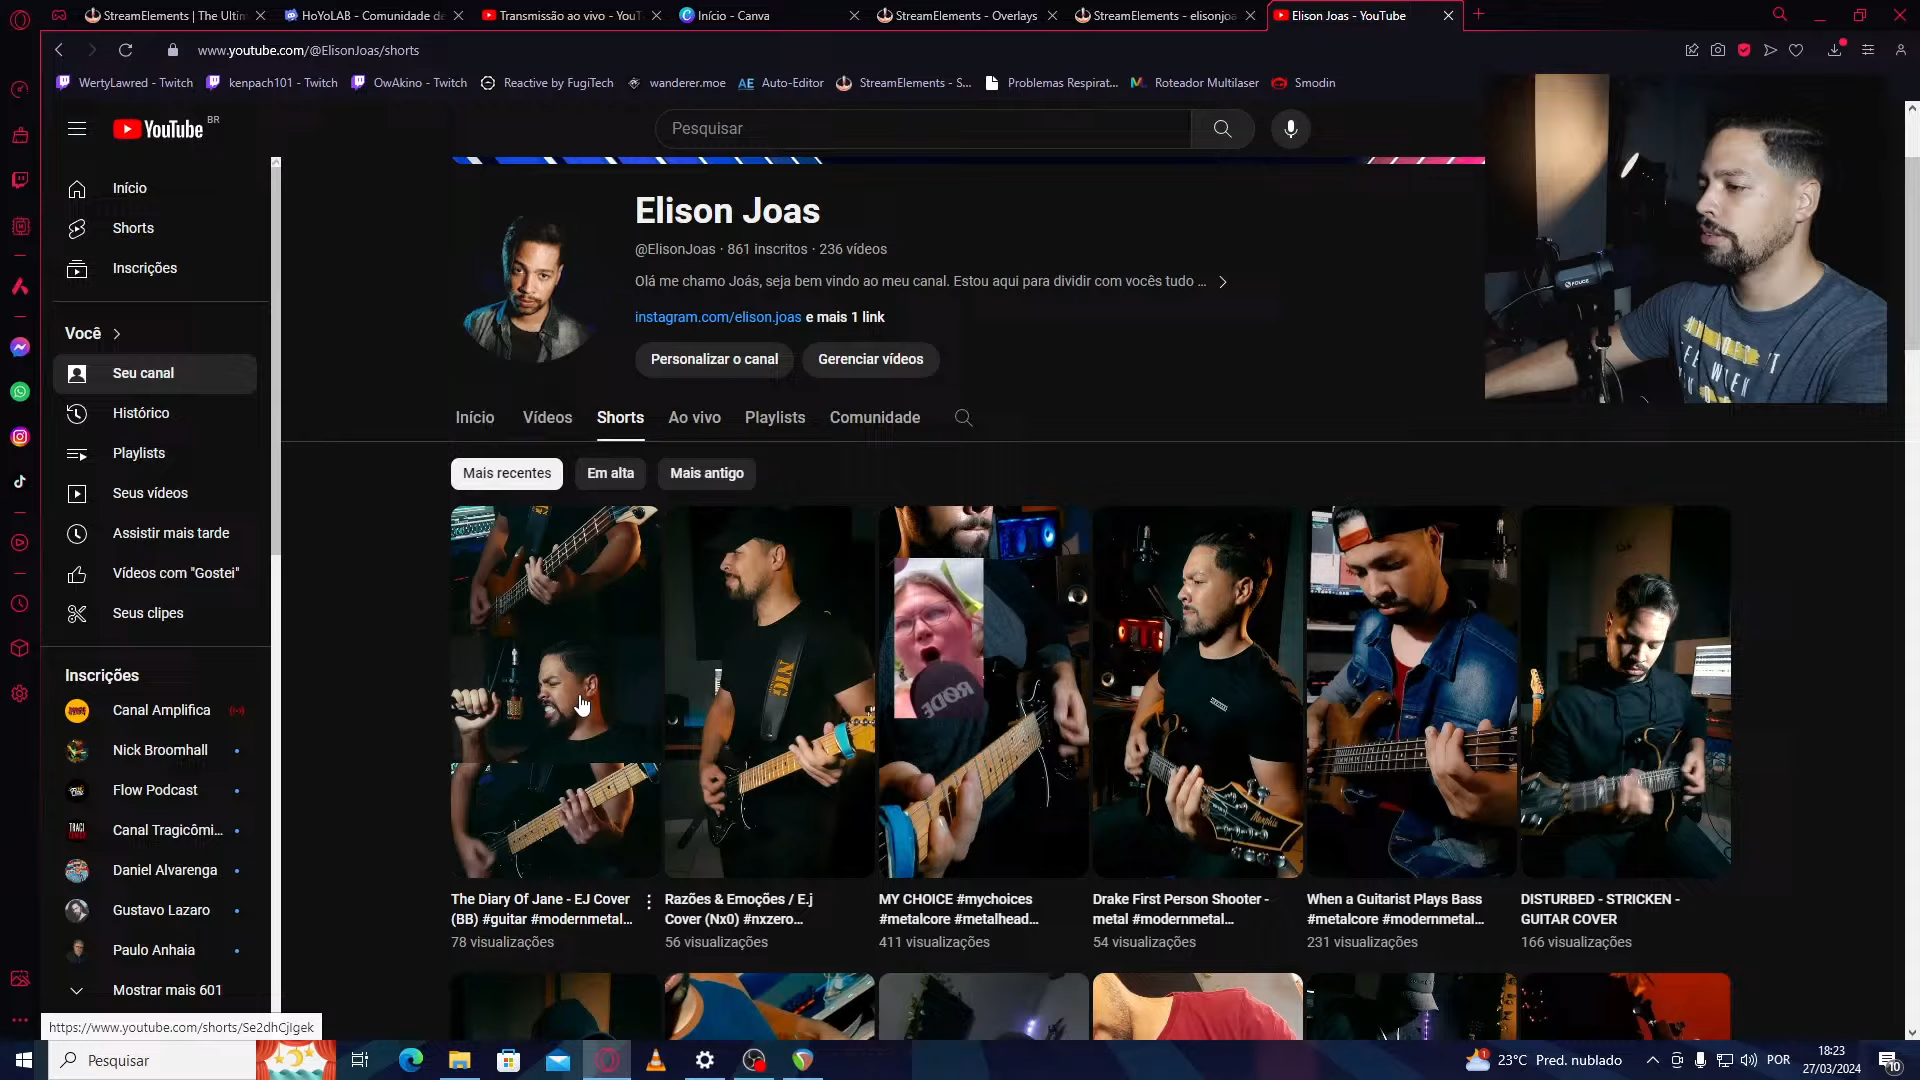 StreamElements | The Ultim
HoYoLAB - Comunidade de
Transmissão ao vivo - YouT
Início - Canva
StreamElements - Overlays
StreamElements - elisonjoa
Elison Joas - YouTube
www.youtube.com/@ElisonJoas/shorts
WertyLawred - Twitch
kenpach101 - Twitch
OwAkino - Twitch
Reactive by FugiTech
wanderer.moe
AE Auto-Editor
StreamElements - S...
Problemas Respirat...
Roteador Multilaser
Smodin
YouTube BR
Pesquisar
Início
Shorts
Inscrições
Você
Seu canal
Histórico
Playlists
Seus vídeos
Assistir mais tarde
Vídeos com "Gostei"
Seus clipes
Inscrições
Canal Amplifica
Nick Broomhall
Flow Podcast
Canal Tragicômi...
Daniel Alvarenga
Gustavo Lazaro
Paulo Anhaia
Mostrar mais 601
Elison Joas
@ElisonJoas · 861 inscritos · 236 vídeos
Olá me chamo Joás, seja bem vindo ao meu canal. Estou aqui para dividir com vocês tudo ...
instagram.com/elison.joas e mais 1 link
Personalizar o canal
Gerenciar vídeos
Início
Vídeos
Shorts
Ao vivo
Playlists
Comunidade
Mais recentes
Em alta
Mais antigo
NIG
RØDE
Memphis
FDUCE
The Diary Of Jane - EJ Cover
(BB) #guitar #modernmetal...
78 visualizações
Razões & Emoções / E.j
Cover (Nx0) #nxzero...
56 visualizações
MY CHOICE #mychoices
#metalcore #metalhead...
411 visualizações
Drake First Person Shooter -
metal #modernmetal...
54 visualizações
When a Guitarist Plays Bass
#metalcore #modernmetal...
231 visualizações
DISTURBED - STRICKEN -
GUITAR COVER
166 visualizações
https://www.youtube.com/shorts/Se2dhCjIgek
Pesquisar
23°C Pred. nublado
POR
18:23
27/03/2024
10